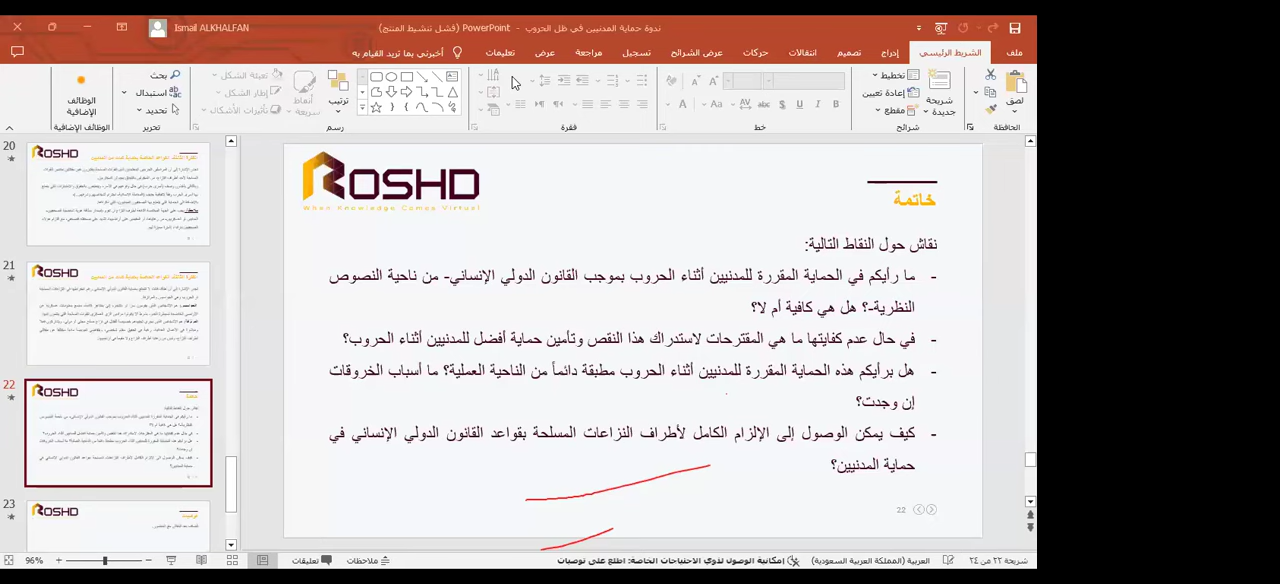 ندوة حماية المدنيين في ظل الحروب - PowerPoint (فشل تنشيط المنتج)
Ismail ALKHALFAN
ملف
الشريط الرئيسي
إدراج
تصميم
انتقالات
حركات
عرض الشرائح
تسجيل
مراجعة
عرض
تعليمات
أخبرني بما تريد القيام به
لصق
الحافظة
شريحة جديدة
تخطيط
إعادة تعيين
مقطع
شرائح
خط
فقرة
ترتيب
أنماط سريعة
تعبئة الشكل
إطار الشكل
تأثيرات الأشكال
رسم
بحث
استبدال
تحديد
تحرير
الوظائف الإضافية
الوظائف الإضافية
20
21
22
23
ROSHD
When Knowledge Comes Virtual
خاتمة
نقاش حول النقاط التالية:
- ما رأيكم في الحماية المقررة للمدنيين أثناء الحروب بموجب القانون الدولي الإنساني- من ناحية النصوص
النظرية-؟ هل هي كافية أم لا؟
- في حال عدم كفايتها ما هي المقترحات لاستدراك هذا النقص وتأمين حماية أفضل للمدنيين أثناء الحروب؟
- هل برأيكم هذه الحماية المقررة للمدنيين أثناء الحروب مطبقة دائماً من الناحية العملية؟ ما أسباب الخروقات
إن وجدت؟
- كيف يمكن الوصول إلى الإلزام الكامل لأطراف النزاعات المسلحة بقواعد القانون الدولي الإنساني في
حماية المدنيين؟
22
شريحة ٢٢ من ٢٤
العربية (المملكة العربية السعودية)
إمكانية الوصول لذوي الاحتياجات الخاصة: اطلع على توصيات
ملاحظات
تعليقات
96%